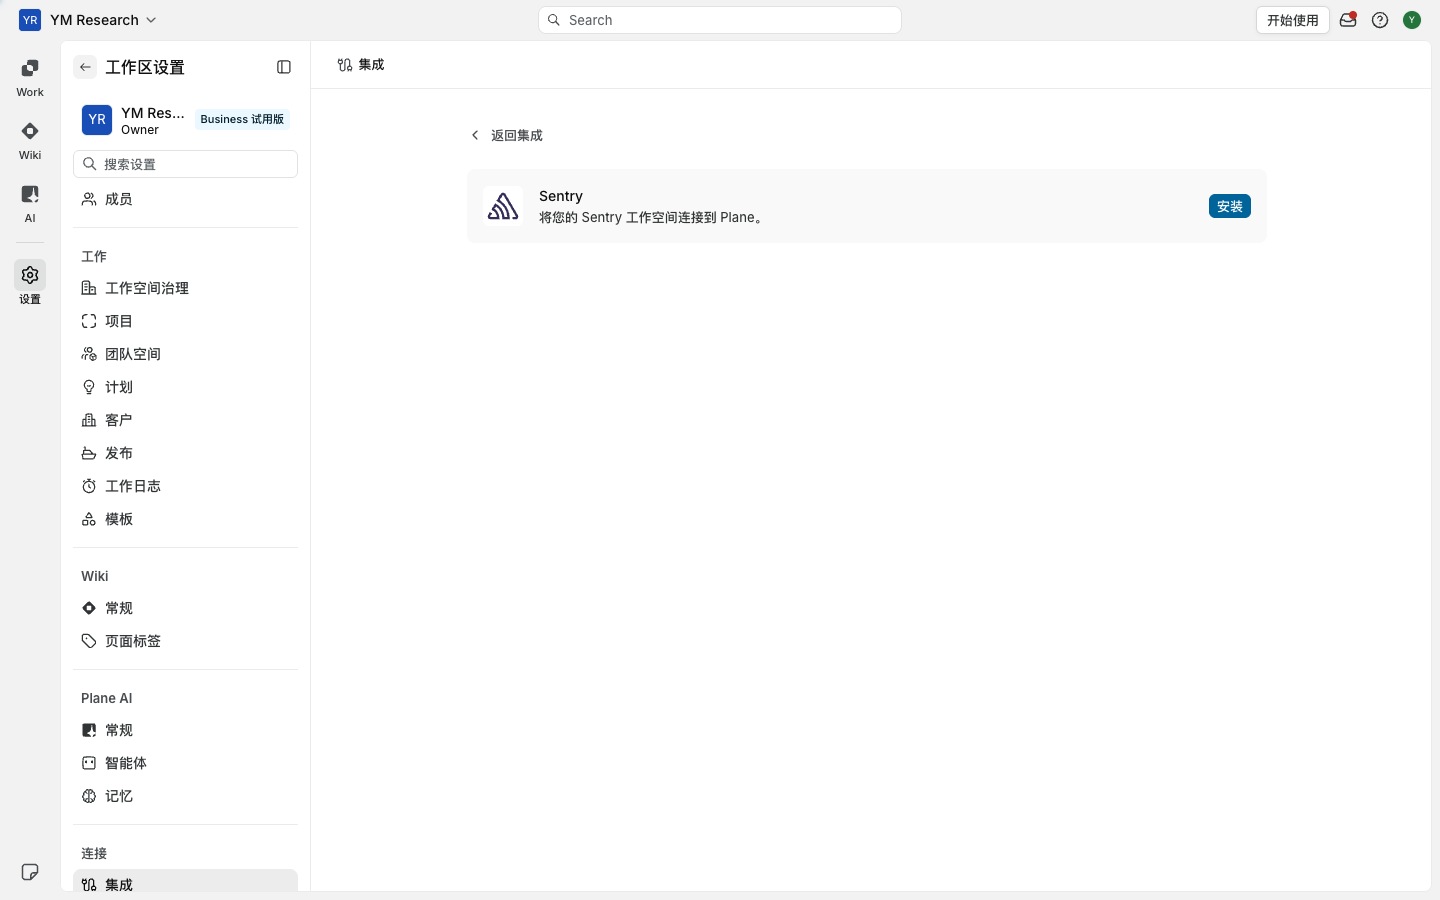 YR YM Research
Search
开始使用
Y
Work
Wiki
AI
设置
工作区设置
YR
YM Res...
Owner
Business 试用版
搜索设置
成员
工作
工作空间治理
项目
团队空间
计划
客户
发布
工作日志
模板
Wiki
常规
页面标签
Plane AI
常规
智能体
记忆
连接
集成
集成
返回集成
Sentry
将您的 Sentry 工作空间连接到 Plane。
安装